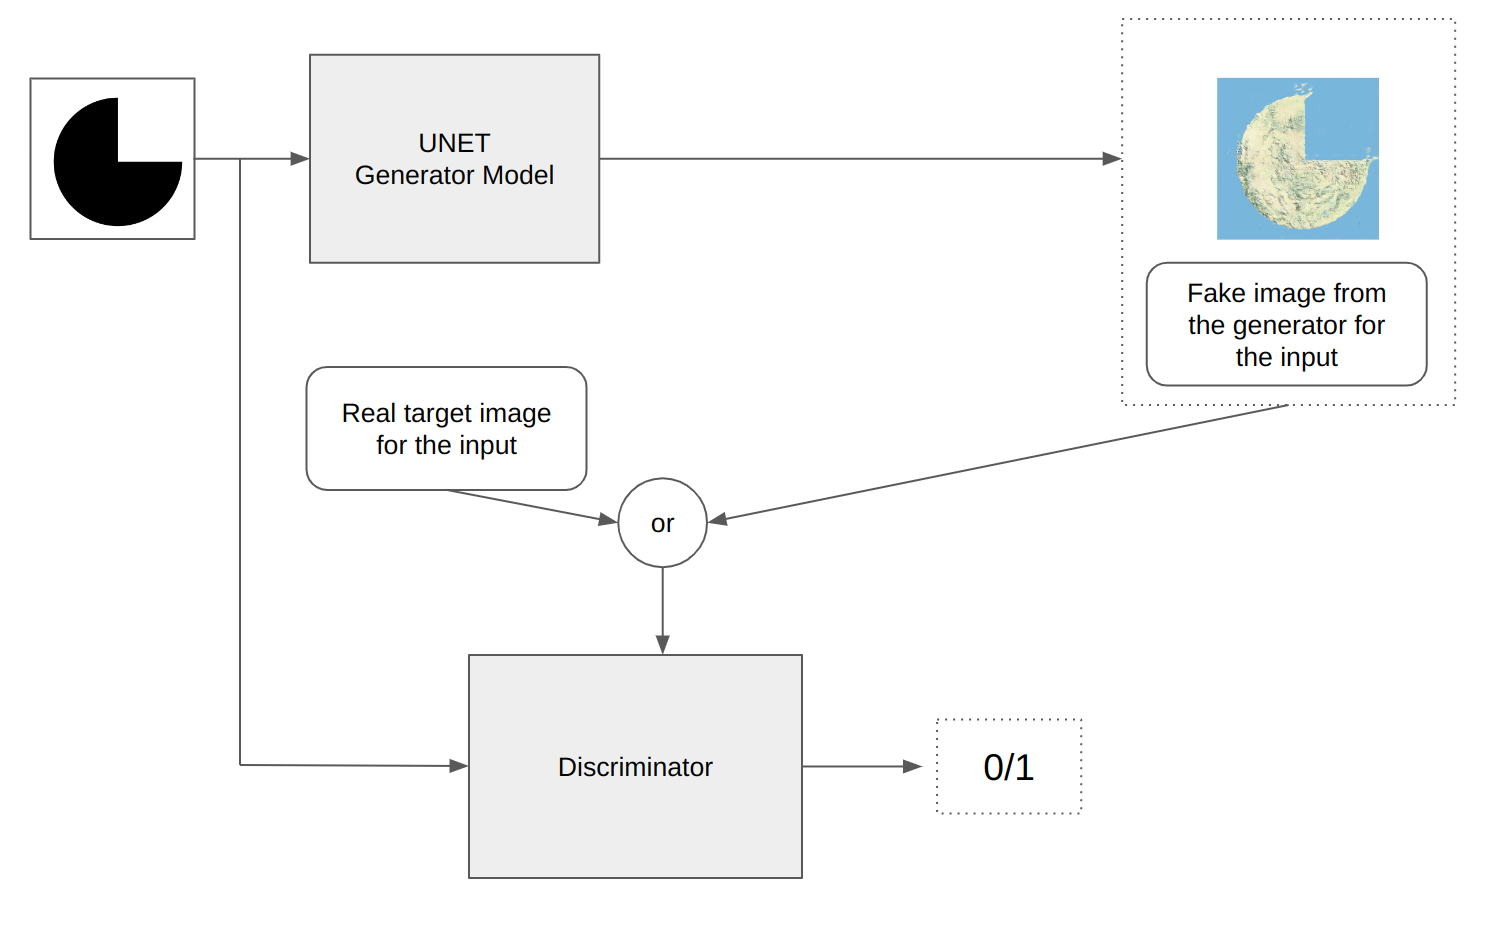 UNET
Generator Model
Fake image from
the generator for
the input
Real target image
for the input
or
Discriminator
0/1